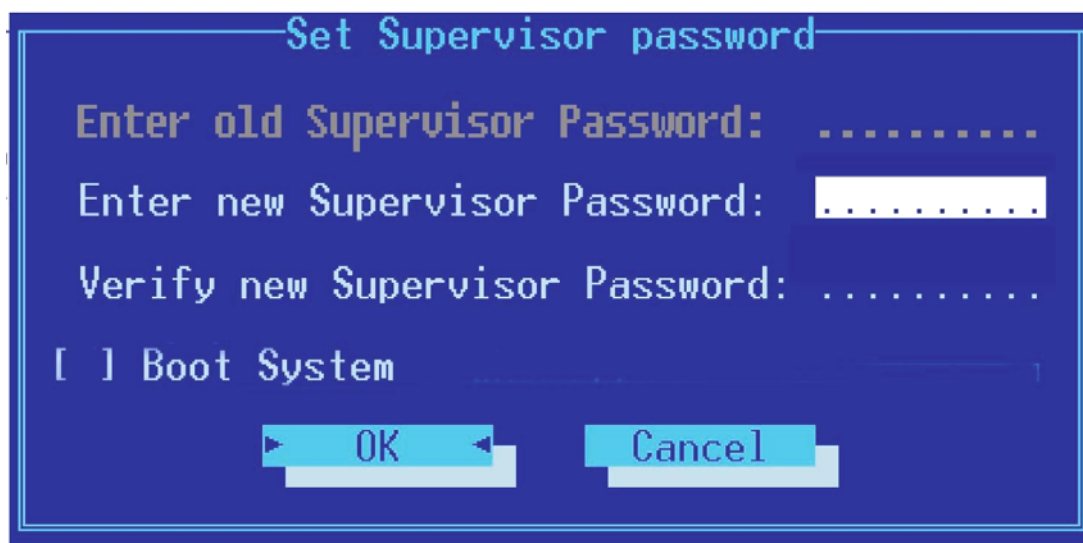 Set Supervisor password
Enter old Supervisor Password: ..........
Enter new Supervisor Password: ..........
Verify new Supervisor Password: ..........
[ ] Boot System
OK Cancel